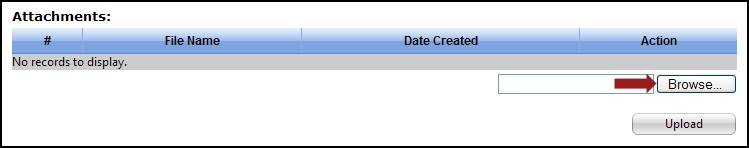 Attachments:
# File Name Date Created Action
No records to display.
Browse...
Upload